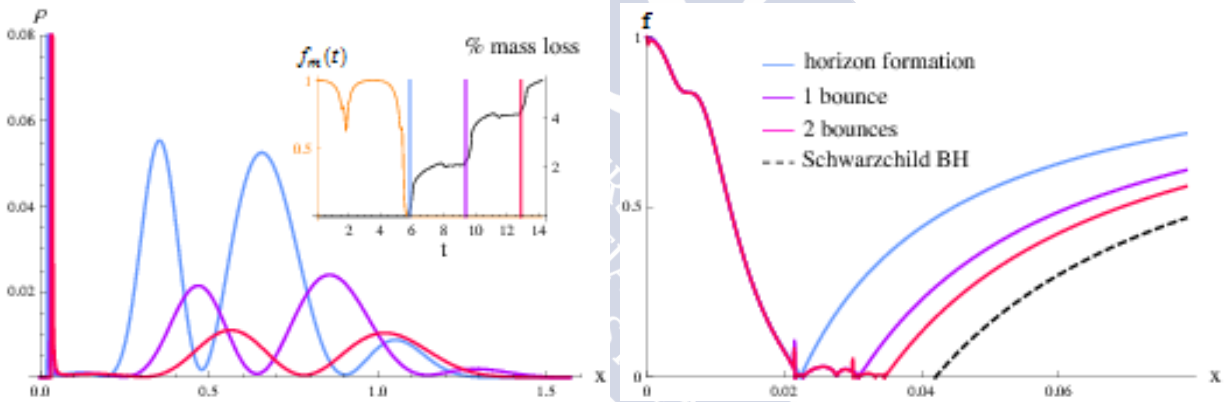 ρ
0.08
0.06
0.04
0.02
0.0
0.5
1.0
1.5
x
f_m(t)
% mass loss
1
0.5
4
2
2
4
6
8
10
12
14
t
f
1
0.5
0
0
0.02
0.04
0.06
x
horizon formation
1 bounce
2 bounces
Schwarzchild BH